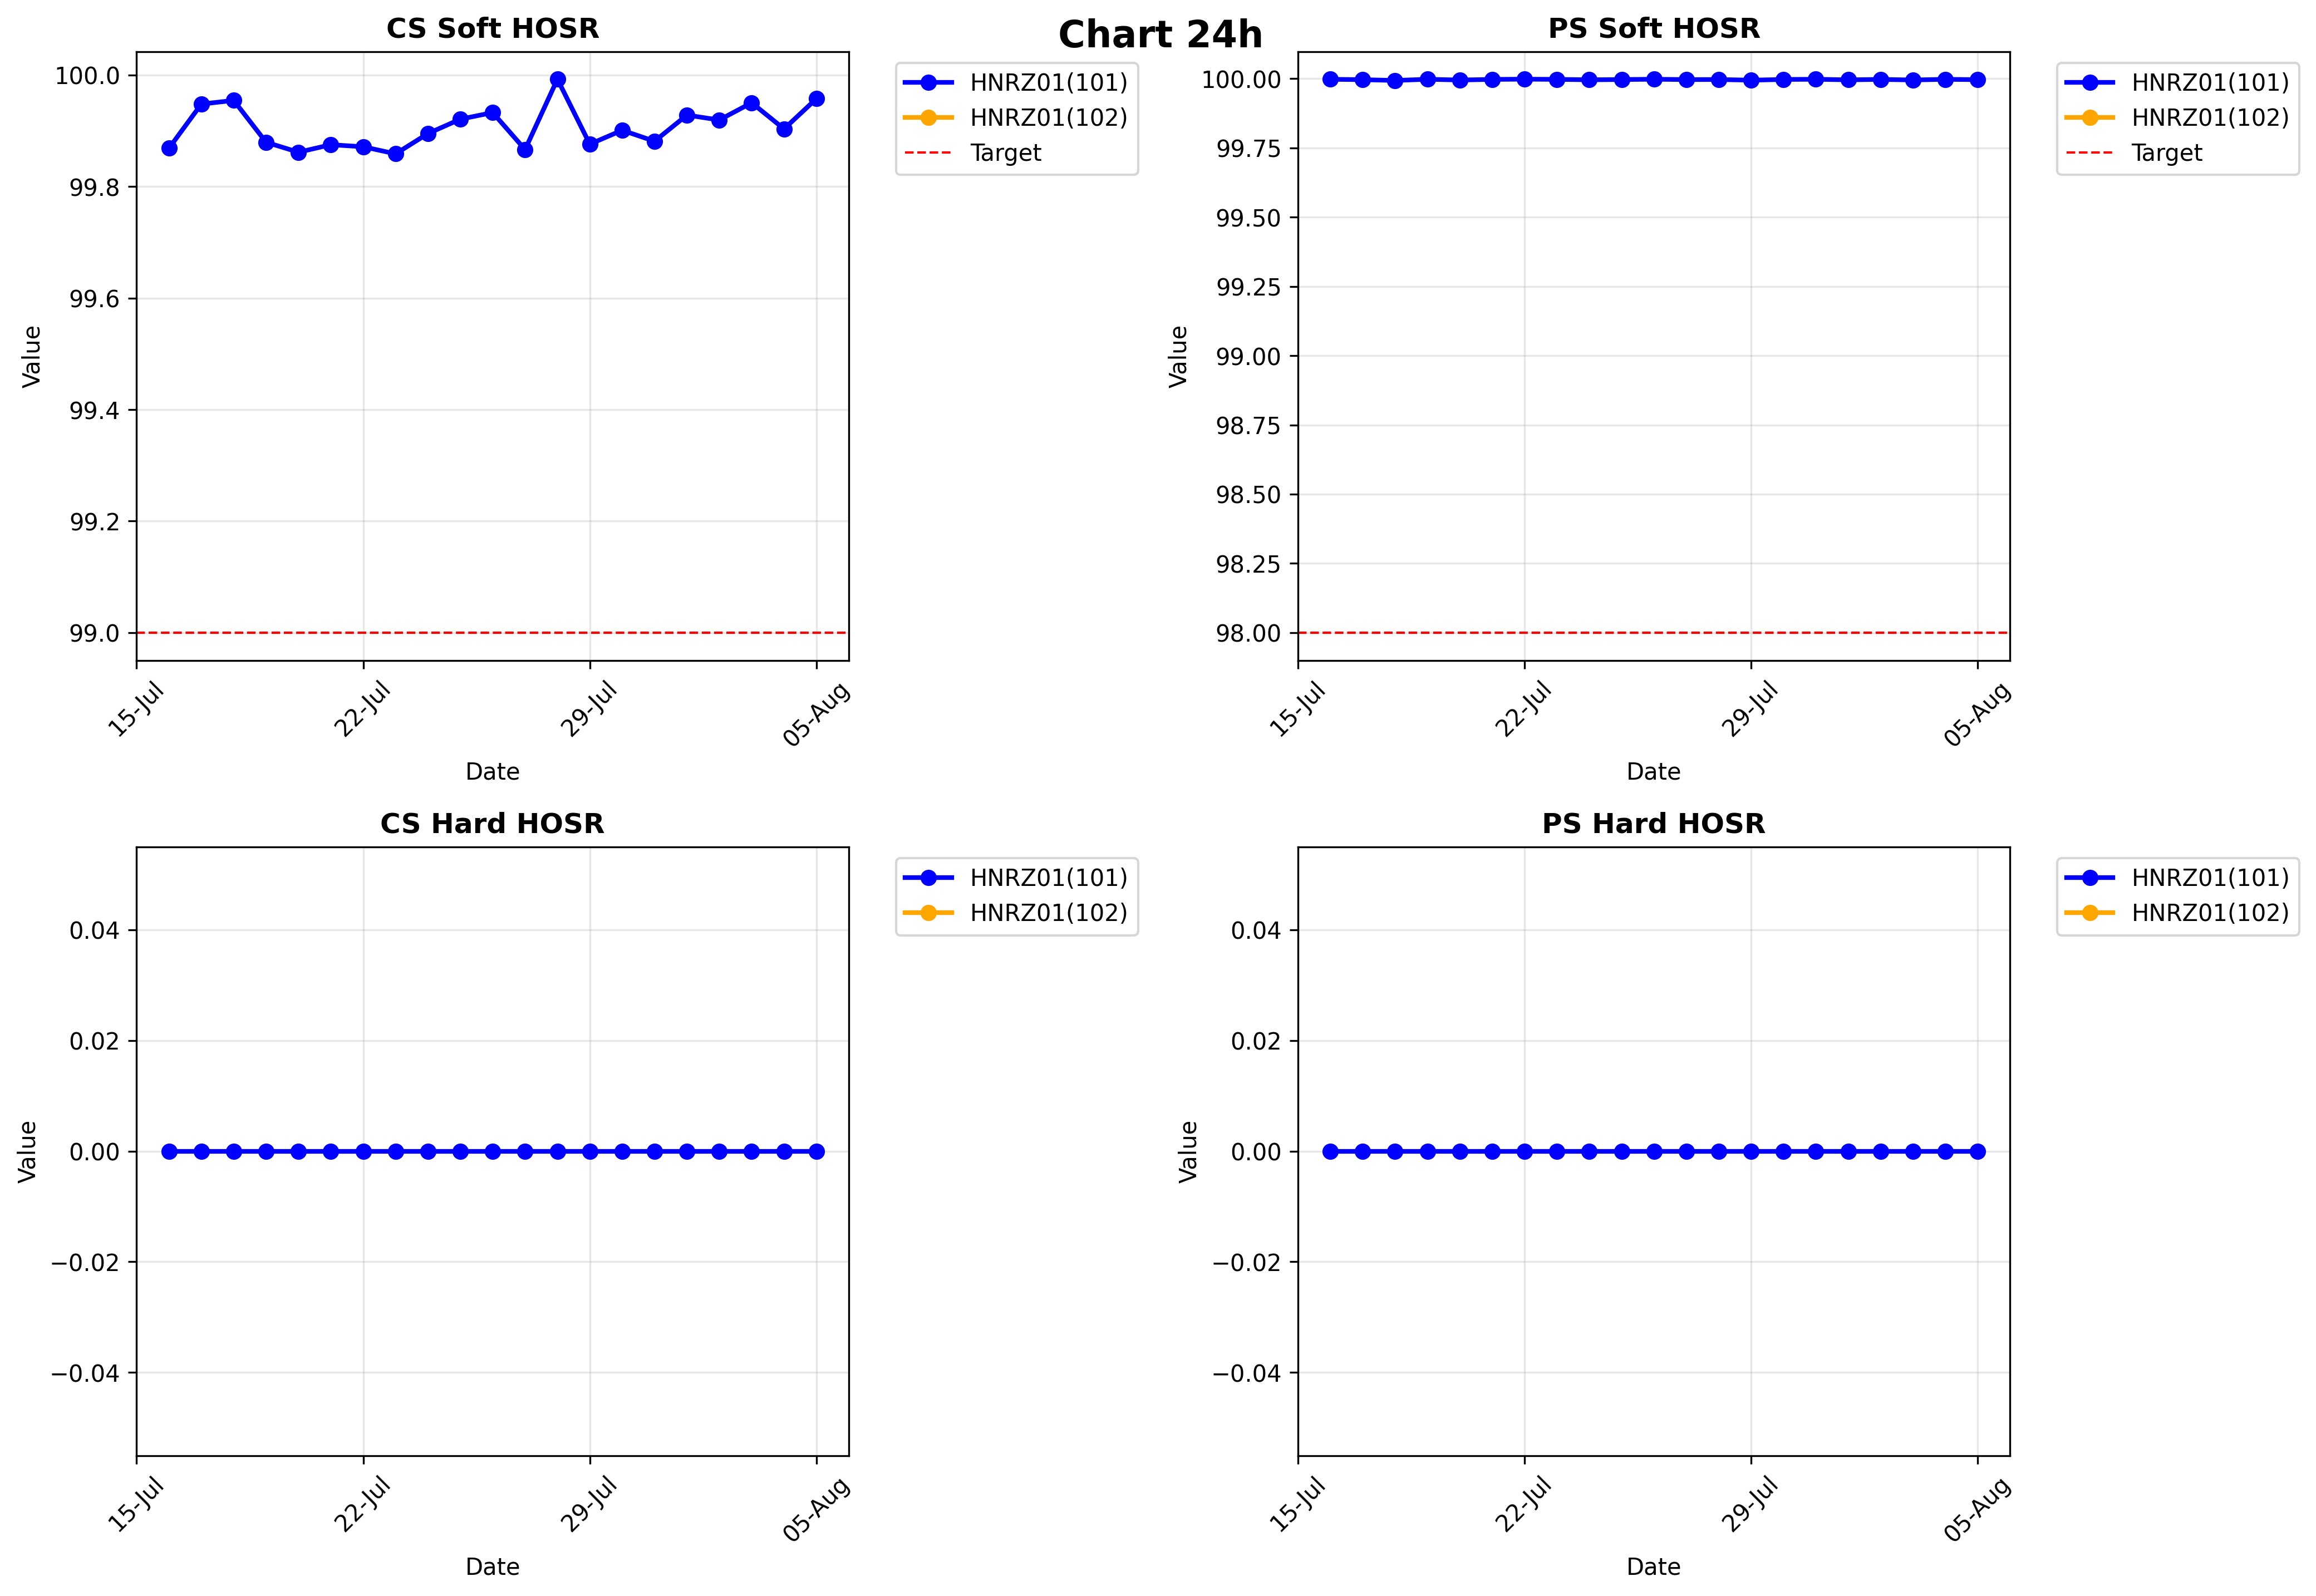 Chart 24h
CS Soft HOSR
100.0
99.8
99.6
99.4
99.2
99.0
Value
15-Jul
22-Jul
29-Jul
05-Aug
Date
HNRZ01(101)
HNRZ01(102)
Target
PS Soft HOSR
100.00
99.75
99.50
99.25
99.00
98.75
98.50
98.25
98.00
Value
15-Jul
22-Jul
29-Jul
05-Aug
Date
HNRZ01(101)
HNRZ01(102)
Target
CS Hard HOSR
0.04
0.02
0.00
−0.02
−0.04
Value
15-Jul
22-Jul
29-Jul
05-Aug
Date
HNRZ01(101)
HNRZ01(102)
PS Hard HOSR
0.04
0.02
0.00
−0.02
−0.04
Value
15-Jul
22-Jul
29-Jul
05-Aug
Date
HNRZ01(101)
HNRZ01(102)